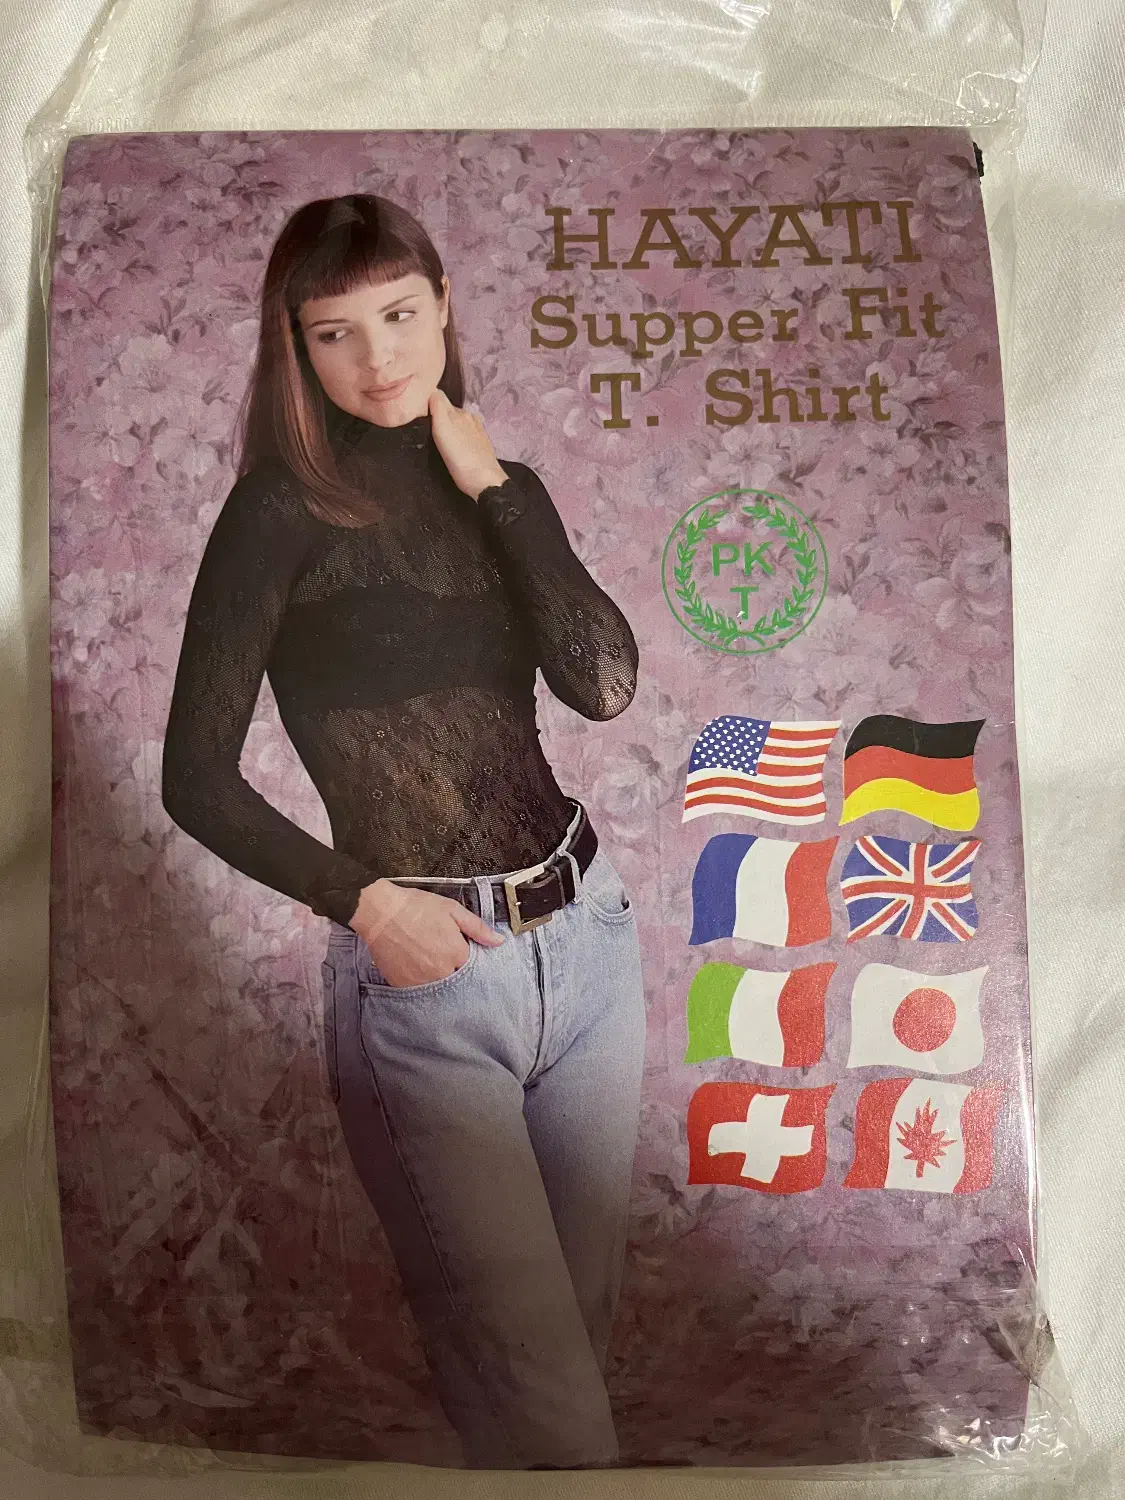 HAYATI
Supper Fit
T. Shirt
PK
T